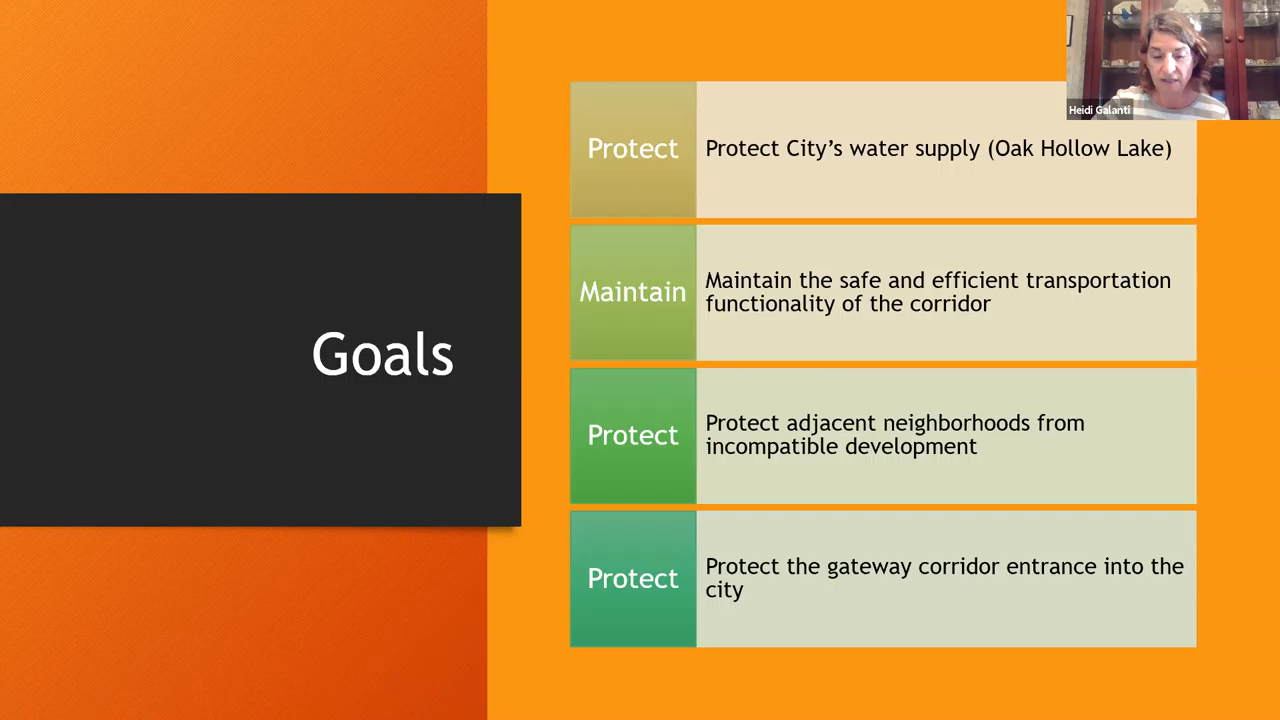 Heidi Galanti
Goals
Protect
Protect City’s water supply (Oak Hollow Lake)
Maintain
Maintain the safe and efficient transportation
functionality of the corridor
Protect
Protect adjacent neighborhoods from
incompatible development
Protect
Protect the gateway corridor entrance into the
city